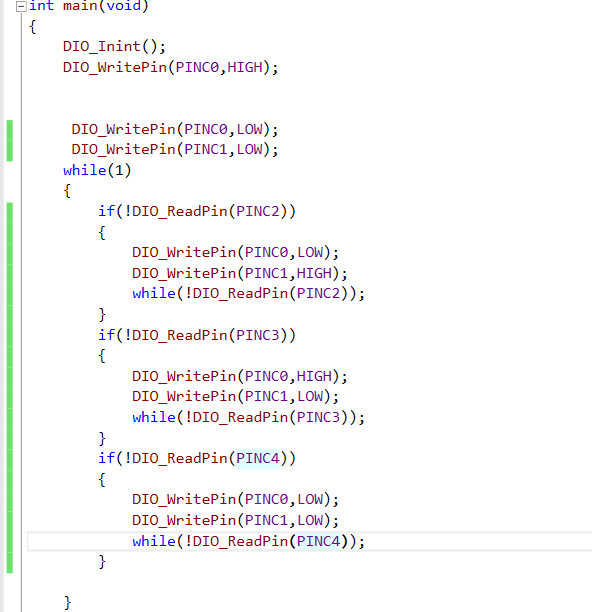 int main(void)
{
    DIO_Inint();
    DIO_WritePin(PINC0,HIGH);
     DIO_WritePin(PINC0,LOW);
     DIO_WritePin(PINC1,LOW);
    while(1)
    {
        if(!DIO_ReadPin(PINC2))
        {
            DIO_WritePin(PINC0,LOW);
            DIO_WritePin(PINC1,HIGH);
            while(!DIO_ReadPin(PINC2));
        }
        if(!DIO_ReadPin(PINC3))
        {
            DIO_WritePin(PINC0,HIGH);
            DIO_WritePin(PINC1,LOW);
            while(!DIO_ReadPin(PINC3));
        }
        if(!DIO_ReadPin(PINC4))
        {
            DIO_WritePin(PINC0,LOW);
            DIO_WritePin(PINC1,LOW);
            while(!DIO_ReadPin(PINC4));
        }
    }